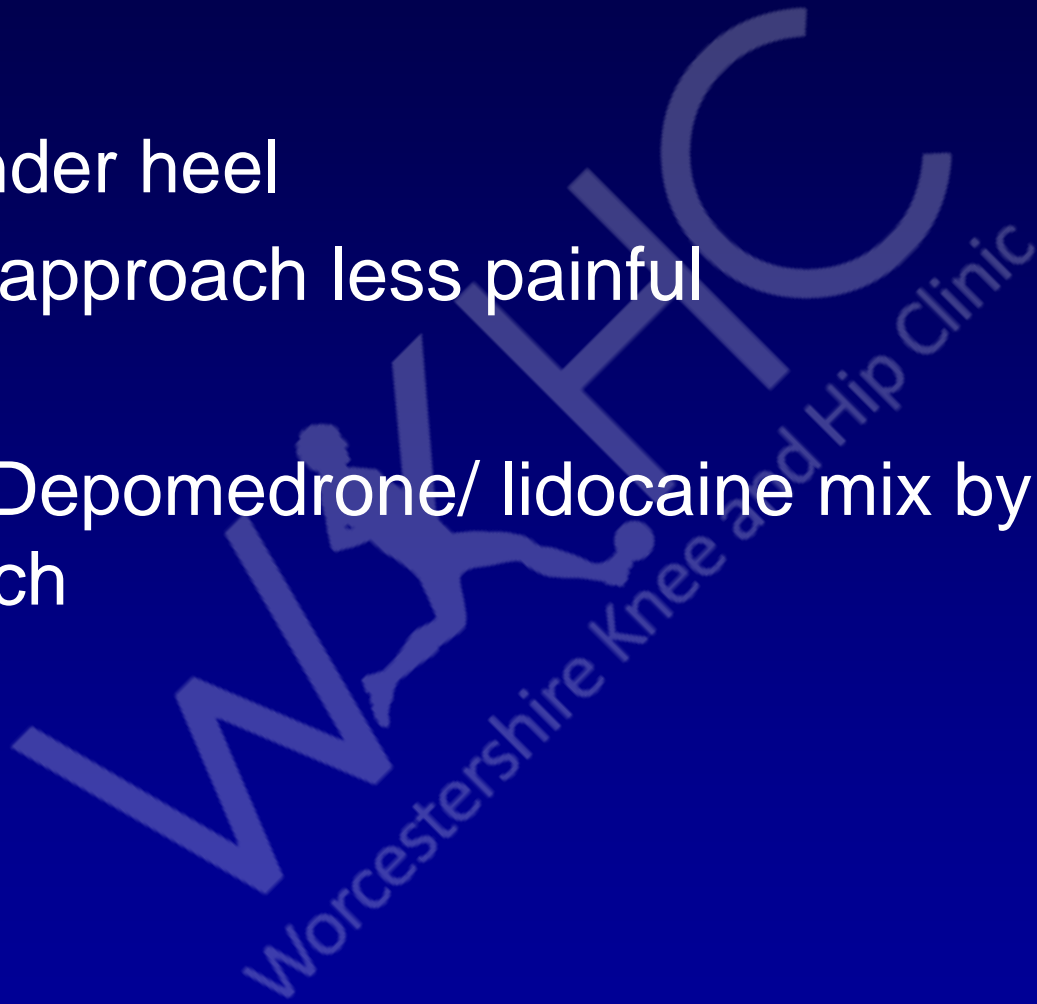 nder heel
approach less painful
Depomedrone/ lidocaine mix by
ch
WKHC
Worcestershire Knee and Hip Clinic